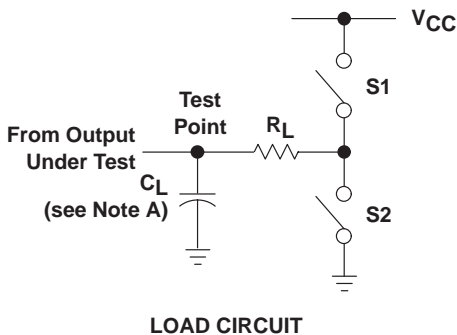 VCC
S1
Test
Point
RL
From Output
Under Test
CL
(see Note A)
S2
LOAD CIRCUIT